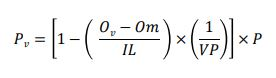 P_v = [1 − ( (O_v − Om) / IL ) × ( 1 / VP )] × P